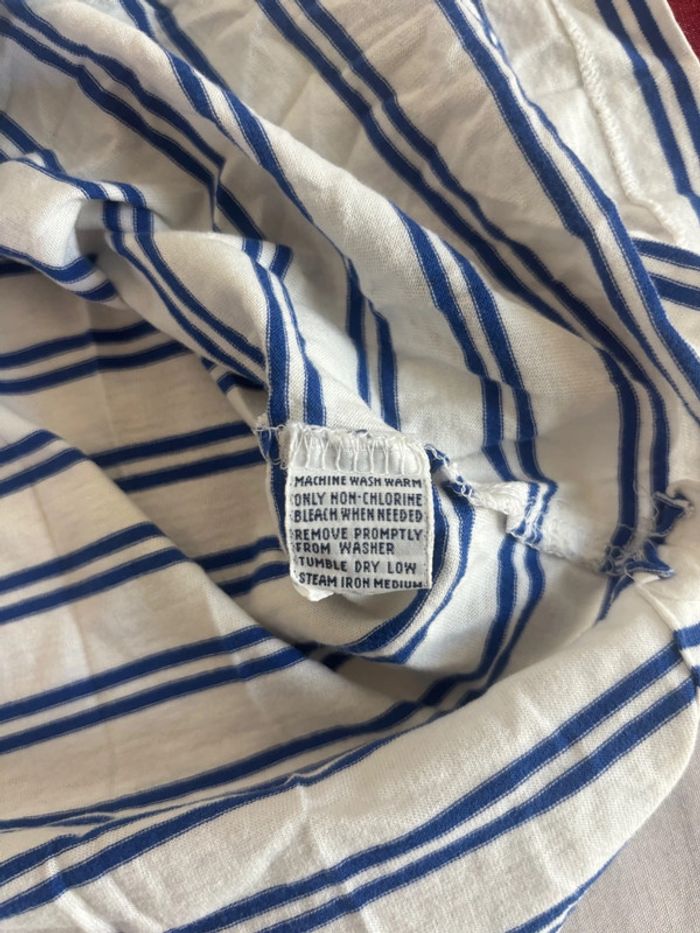 MACHINE WASH WARM
ONLY NON-CHLORINE
BLEACH WHEN NEEDED
REMOVE PROMPTLY
FROM WASHER
TUMBLE DRY LOW
STEAM IRON MEDIUM